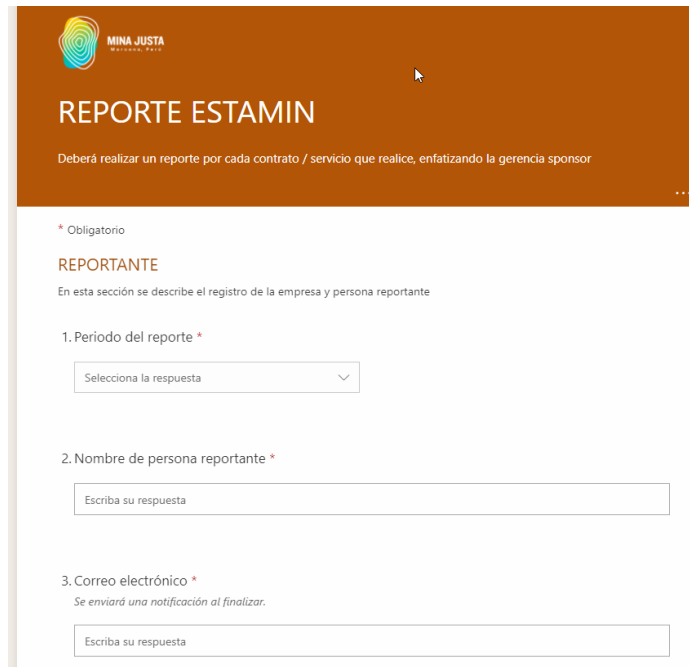 MINA JUSTA
Marcona, Perú
REPORTE ESTAMIN
Deberá realizar un reporte por cada contrato / servicio que realice, enfatizando la gerencia sponsor
...
* Obligatorio
REPORTANTE
En esta sección se describe el registro de la empresa y persona reportante
1. Periodo del reporte *
Selecciona la respuesta
2. Nombre de persona reportante *
Escriba su respuesta
3. Correo electrónico *
Se enviará una notificación al finalizar.
Escriba su respuesta